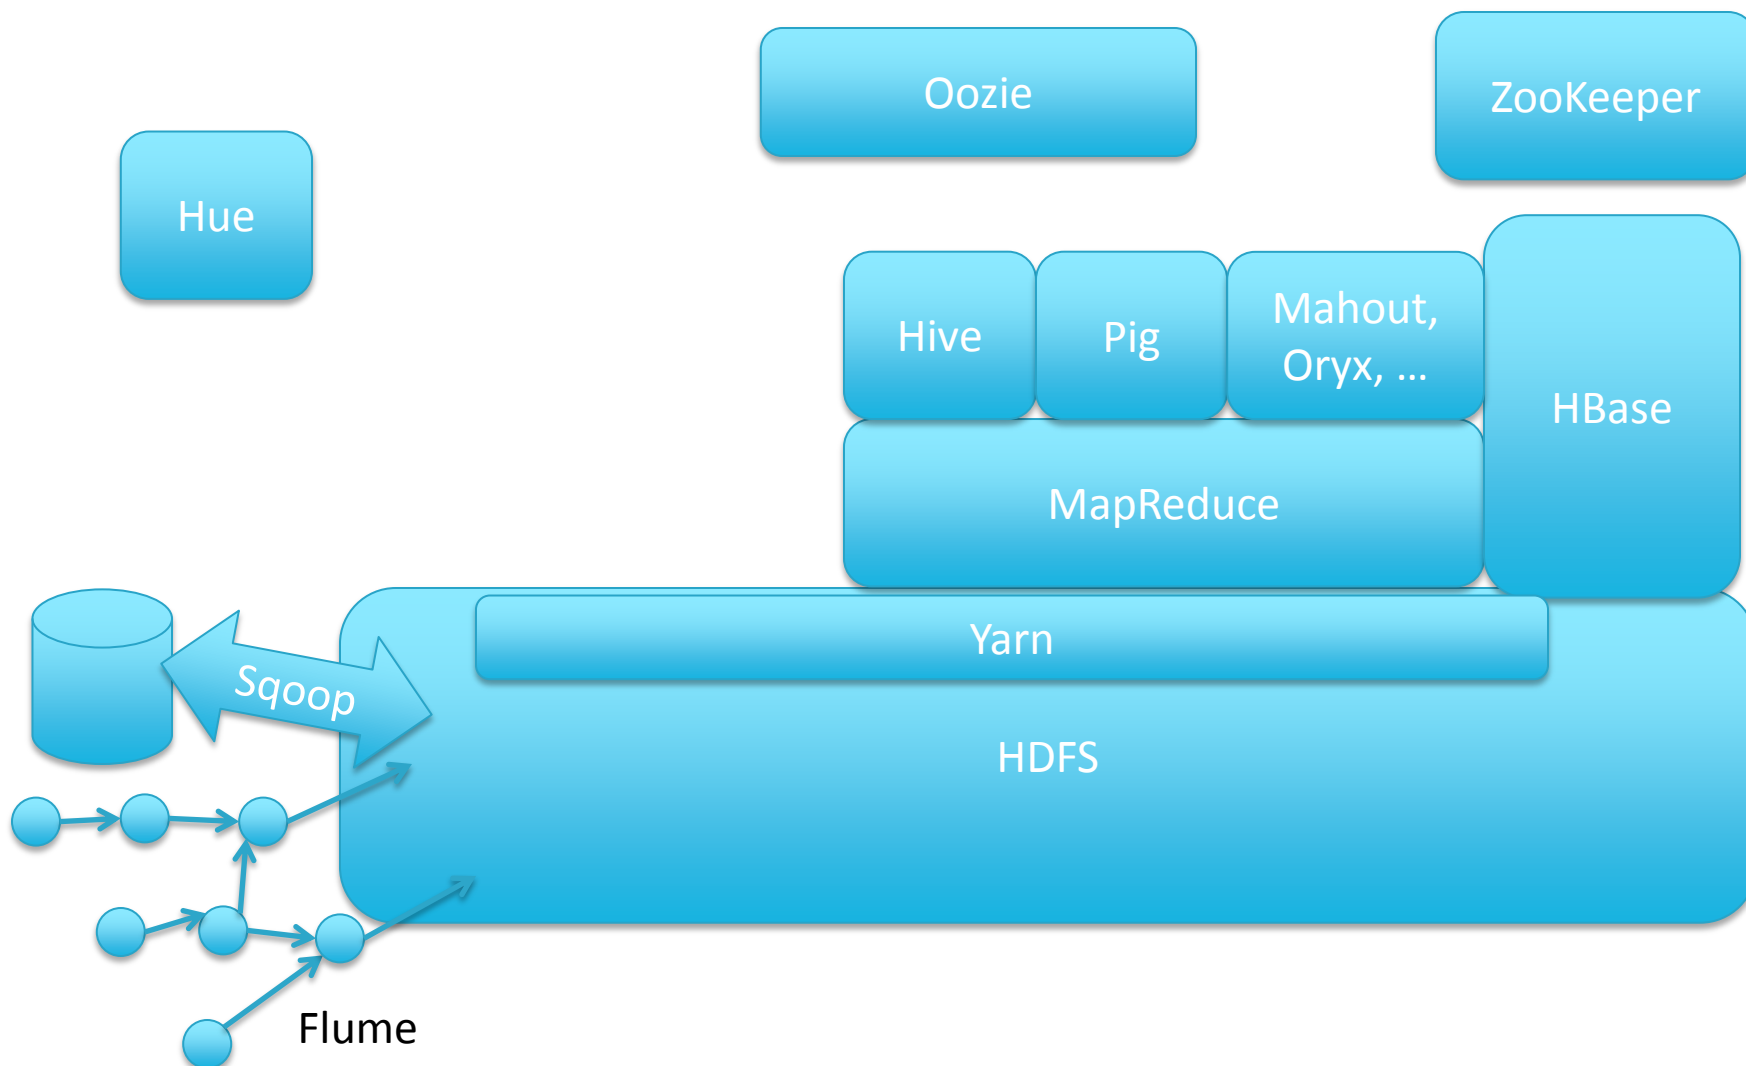 Oozie
ZooKeeper
Hue
Hive
Pig
Mahout,
Oryx, ...
HBase
MapReduce
Yarn
Sqoop
HDFS
Flume